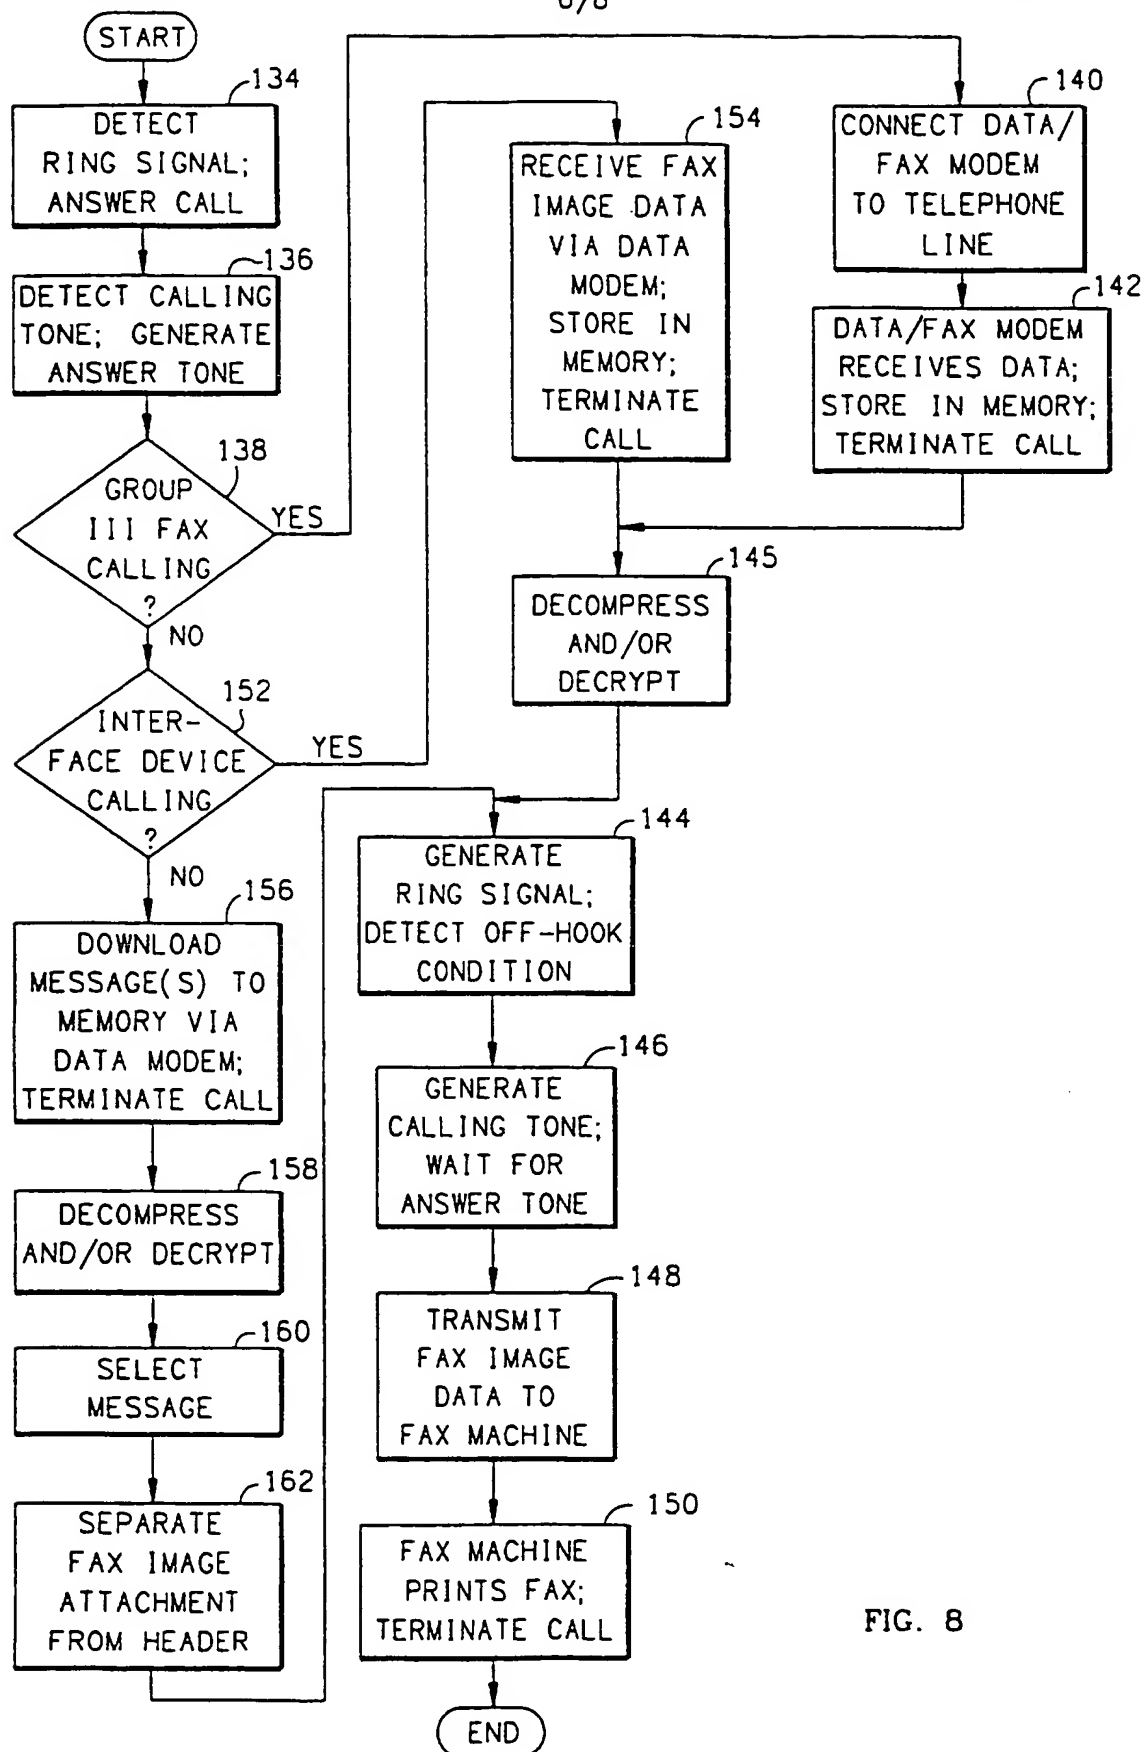 START
134
DETECT
RING SIGNAL;
ANSWER CALL
136
DETECT CALLING
TONE; GENERATE
ANSWER TONE
138
GROUP
III FAX
CALLING
?
YES
NO
152
INTER-
FACE DEVICE
CALLING
?
YES
NO
156
DOWNLOAD
MESSAGE(S) TO
MEMORY VIA
DATA MODEM;
TERMINATE CALL
158
DECOMPRESS
AND/OR DECRYPT
160
SELECT
MESSAGE
162
SEPARATE
FAX IMAGE
ATTACHMENT
FROM HEADER
154
RECEIVE FAX
IMAGE DATA
VIA DATA
MODEM;
STORE IN
MEMORY;
TERMINATE
CALL
140
CONNECT DATA/
FAX MODEM
TO TELEPHONE
LINE
142
DATA/FAX MODEM
RECEIVES DATA;
STORE IN MEMORY;
TERMINATE CALL
145
DECOMPRESS
AND/OR
DECRYPT
144
GENERATE
RING SIGNAL;
DETECT OFF-HOOK
CONDITION
146
GENERATE
CALLING TONE;
WAIT FOR
ANSWER TONE
148
TRANSMIT
FAX IMAGE
DATA TO
FAX MACHINE
150
FAX MACHINE
PRINTS FAX;
TERMINATE CALL
END
FIG. 8